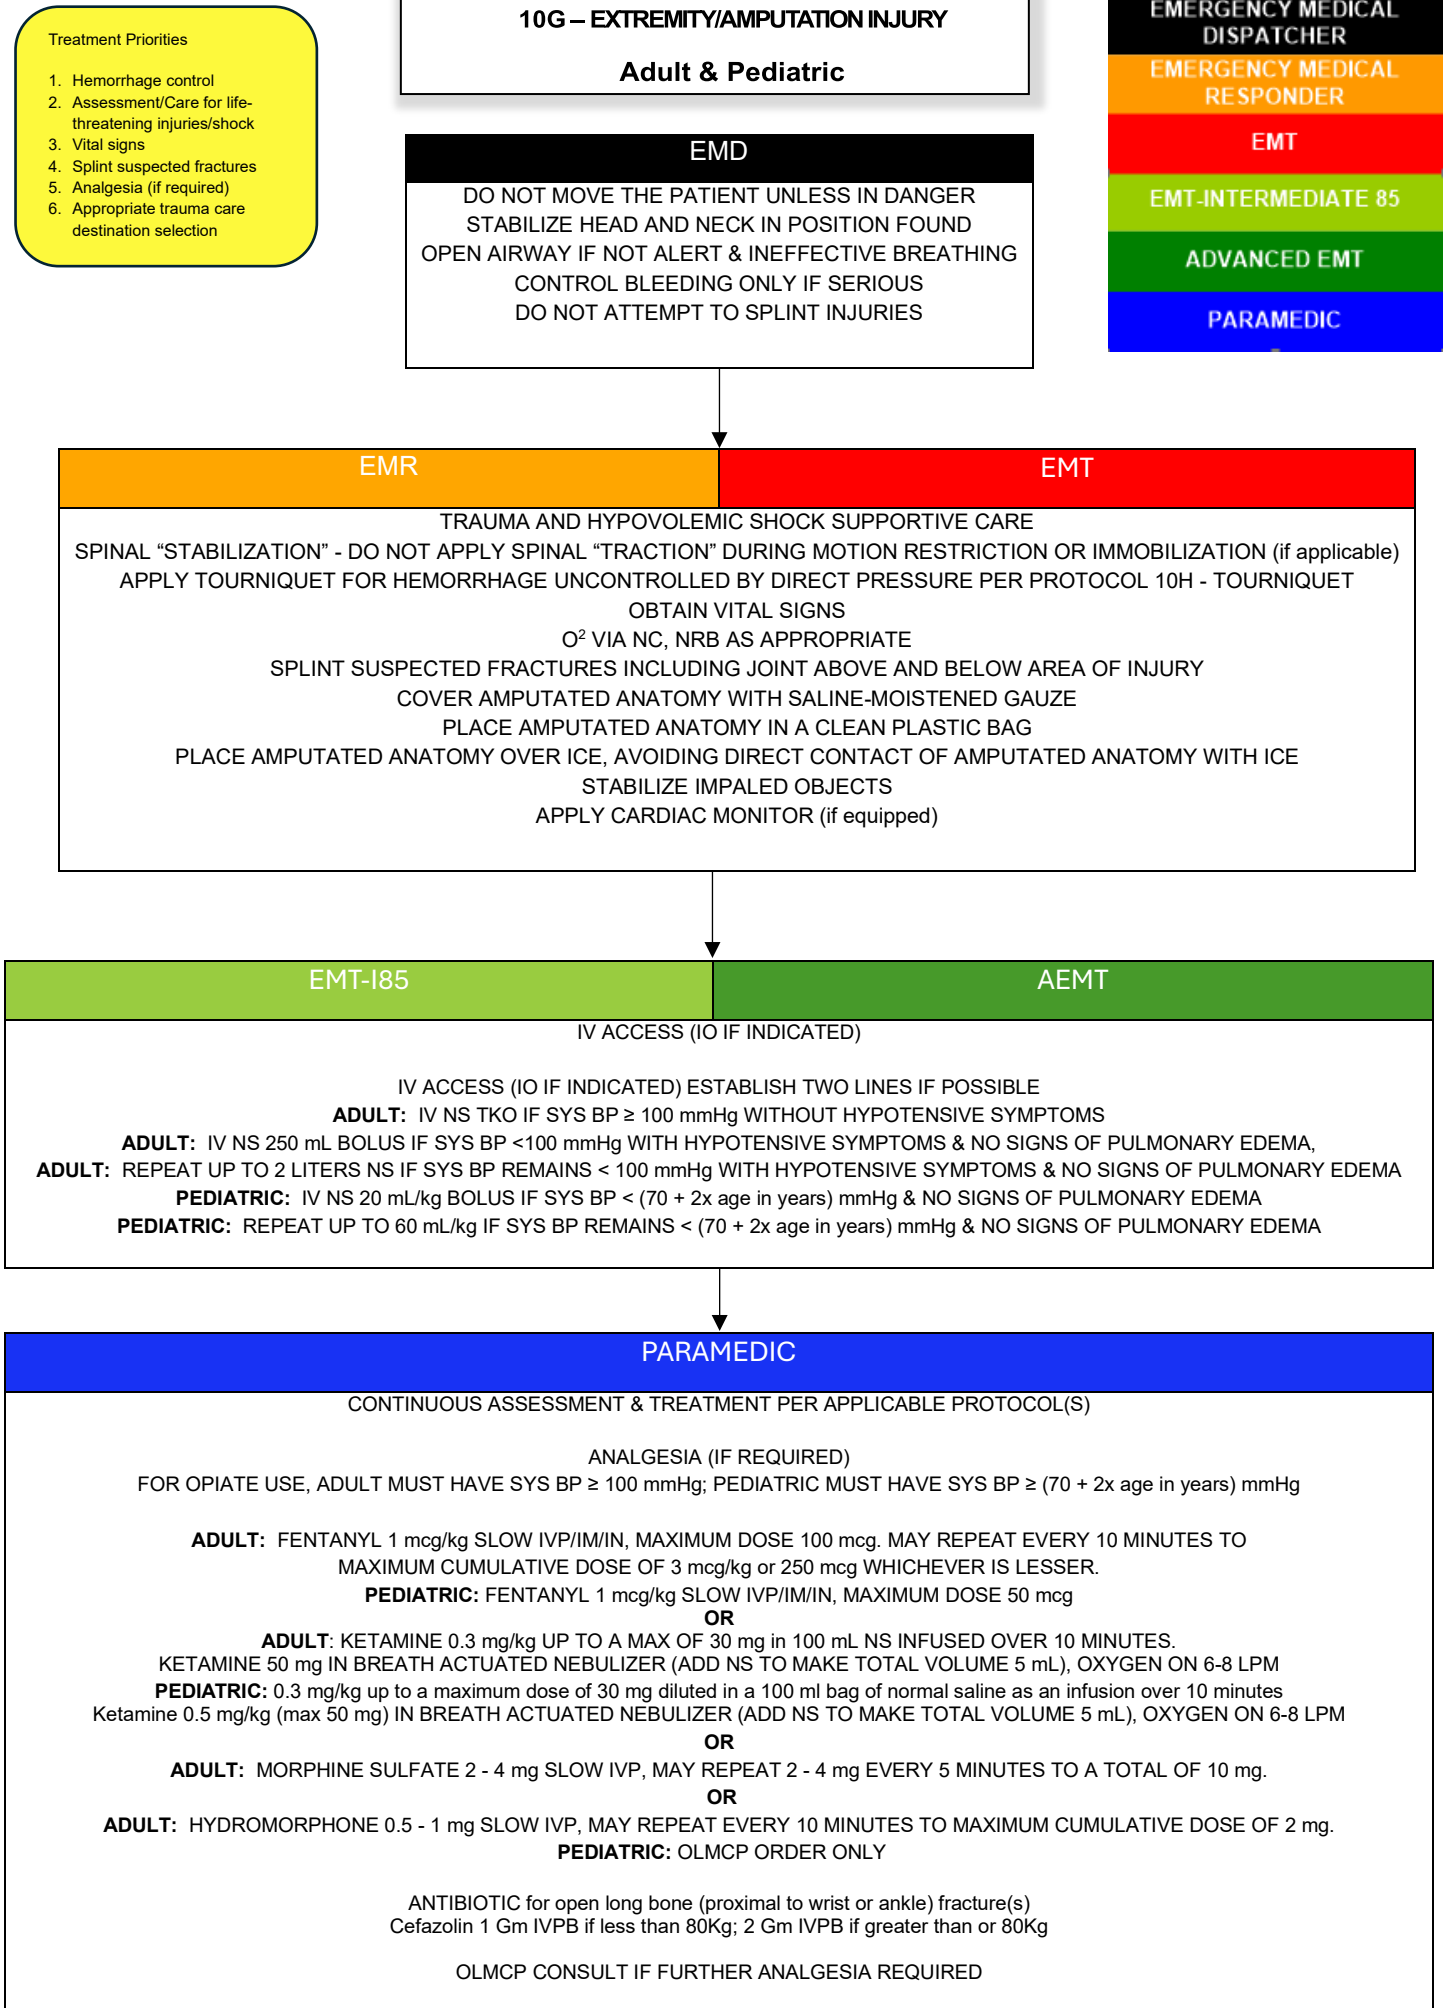 Treatment Priorities
1. Hemorrhage control
2. Assessment/Care for life-
threatening injuries/shock
3. Vital signs
4. Splint suspected fractures
5. Analgesia (if required)
6. Appropriate trauma care
destination selection
10G – EXTREMITY/AMPUTATION INJURY
Adult & Pediatric
EMERGENCY MEDICAL
DISPATCHER
EMERGENCY MEDICAL
RESPONDER
EMT
EMT-INTERMEDIATE 85
ADVANCED EMT
PARAMEDIC
EMD
DO NOT MOVE THE PATIENT UNLESS IN DANGER
STABILIZE HEAD AND NECK IN POSITION FOUND
OPEN AIRWAY IF NOT ALERT & INEFFECTIVE BREATHING
CONTROL BLEEDING ONLY IF SERIOUS
DO NOT ATTEMPT TO SPLINT INJURIES
EMR
EMT
TRAUMA AND HYPOVOLEMIC SHOCK SUPPORTIVE CARE
SPINAL “STABILIZATION” - DO NOT APPLY SPINAL “TRACTION” DURING MOTION RESTRICTION OR IMMOBILIZATION (if applicable)
APPLY TOURNIQUET FOR HEMORRHAGE UNCONTROLLED BY DIRECT PRESSURE PER PROTOCOL 10H - TOURNIQUET
OBTAIN VITAL SIGNS
O² VIA NC, NRB AS APPROPRIATE
SPLINT SUSPECTED FRACTURES INCLUDING JOINT ABOVE AND BELOW AREA OF INJURY
COVER AMPUTATED ANATOMY WITH SALINE-MOISTENED GAUZE
PLACE AMPUTATED ANATOMY IN A CLEAN PLASTIC BAG
PLACE AMPUTATED ANATOMY OVER ICE, AVOIDING DIRECT CONTACT OF AMPUTATED ANATOMY WITH ICE
STABILIZE IMPALED OBJECTS
APPLY CARDIAC MONITOR (if equipped)
EMT-I85
AEMT
IV ACCESS (IO IF INDICATED)
IV ACCESS (IO IF INDICATED) ESTABLISH TWO LINES IF POSSIBLE
ADULT: IV NS TKO IF SYS BP ≥ 100 mmHg WITHOUT HYPOTENSIVE SYMPTOMS
ADULT: IV NS 250 mL BOLUS IF SYS BP <100 mmHg WITH HYPOTENSIVE SYMPTOMS & NO SIGNS OF PULMONARY EDEMA,
ADULT: REPEAT UP TO 2 LITERS NS IF SYS BP REMAINS < 100 mmHg WITH HYPOTENSIVE SYMPTOMS & NO SIGNS OF PULMONARY EDEMA
PEDIATRIC: IV NS 20 mL/kg BOLUS IF SYS BP < (70 + 2x age in years) mmHg & NO SIGNS OF PULMONARY EDEMA
PEDIATRIC: REPEAT UP TO 60 mL/kg IF SYS BP REMAINS < (70 + 2x age in years) mmHg & NO SIGNS OF PULMONARY EDEMA
PARAMEDIC
CONTINUOUS ASSESSMENT & TREATMENT PER APPLICABLE PROTOCOL(S)
ANALGESIA (IF REQUIRED)
FOR OPIATE USE, ADULT MUST HAVE SYS BP ≥ 100 mmHg; PEDIATRIC MUST HAVE SYS BP ≥ (70 + 2x age in years) mmHg
ADULT: FENTANYL 1 mcg/kg SLOW IVP/IM/IN, MAXIMUM DOSE 100 mcg. MAY REPEAT EVERY 10 MINUTES TO
MAXIMUM CUMULATIVE DOSE OF 3 mcg/kg or 250 mcg WHICHEVER IS LESSER.
PEDIATRIC: FENTANYL 1 mcg/kg SLOW IVP/IM/IN, MAXIMUM DOSE 50 mcg
OR
ADULT: KETAMINE 0.3 mg/kg UP TO A MAX OF 30 mg in 100 mL NS INFUSED OVER 10 MINUTES.
KETAMINE 50 mg IN BREATH ACTUATED NEBULIZER (ADD NS TO MAKE TOTAL VOLUME 5 mL), OXYGEN ON 6-8 LPM
PEDIATRIC: 0.3 mg/kg up to a maximum dose of 30 mg diluted in a 100 ml bag of normal saline as an infusion over 10 minutes
Ketamine 0.5 mg/kg (max 50 mg) IN BREATH ACTUATED NEBULIZER (ADD NS TO MAKE TOTAL VOLUME 5 mL), OXYGEN ON 6-8 LPM
OR
ADULT: MORPHINE SULFATE 2 - 4 mg SLOW IVP, MAY REPEAT 2 - 4 mg EVERY 5 MINUTES TO A TOTAL OF 10 mg.
OR
ADULT: HYDROMORPHONE 0.5 - 1 mg SLOW IVP, MAY REPEAT EVERY 10 MINUTES TO MAXIMUM CUMULATIVE DOSE OF 2 mg.
PEDIATRIC: OLMCP ORDER ONLY
ANTIBIOTIC for open long bone (proximal to wrist or ankle) fracture(s)
Cefazolin 1 Gm IVPB if less than 80Kg; 2 Gm IVPB if greater than or 80Kg
OLMCP CONSULT IF FURTHER ANALGESIA REQUIRED